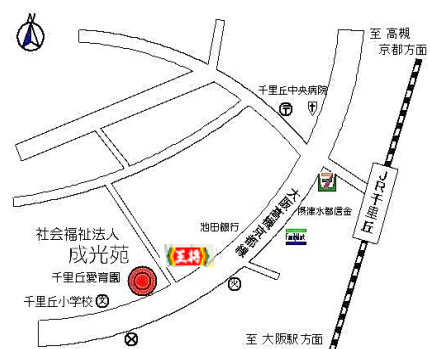 至 高槻
京都方面
千里丘中央病院
JR千里丘
摂津水都信金
大阪高槻京都線
池田銀行
社会福祉法人
成光苑
王将
千里丘愛育園
千里丘小学校
文
火
至 大阪駅方面